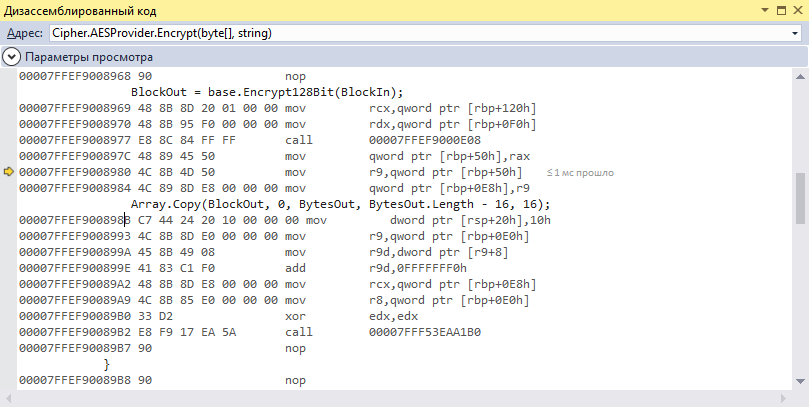 Дизассемблированный код
Адрес: Cipher.AESProvider.Encrypt(byte[], string)
Параметры просмотра
00007FFEF9008968 90 nop
BlockOut = base.Encrypt128Bit(BlockIn);
00007FFEF9008969 48 8B 8D 20 01 00 00 mov rcx,qword ptr [rbp+120h]
00007FFEF9008970 48 8B 95 F0 00 00 00 mov rdx,qword ptr [rbp+0F0h]
00007FFEF9008977 E8 8C 84 FF FF call 00007FFEF9000E08
00007FFEF900897C 48 89 45 50 mov qword ptr [rbp+50h],rax
00007FFEF9008980 4C 8B 4D 50 mov r9,qword ptr [rbp+50h] ≤ 1 мс прошло
00007FFEF9008984 4C 89 8D E8 00 00 00 mov qword ptr [rbp+0E8h],r9
Array.Copy(BlockOut, 0, BytesOut, BytesOut.Length - 16, 16);
00007FFEF900898B C7 44 24 20 10 00 00 00 mov dword ptr [rsp+20h],10h
00007FFEF9008993 4C 8B 8D E0 00 00 00 mov r9,qword ptr [rbp+0E0h]
00007FFEF900899A 45 8B 49 08 mov r9d,dword ptr [r9+8]
00007FFEF900899E 41 83 C1 F0 add r9d,0FFFFFFF0h
00007FFEF90089A2 48 8B 8D E8 00 00 00 mov rcx,qword ptr [rbp+0E8h]
00007FFEF90089A9 4C 8B 85 E0 00 00 00 mov r8,qword ptr [rbp+0E0h]
00007FFEF90089B0 33 D2 xor edx,edx
00007FFEF90089B2 E8 F9 17 EA 5A call 00007FFF53EAA1B0
00007FFEF90089B7 90 nop
}
00007FFEF90089B8 90 nop